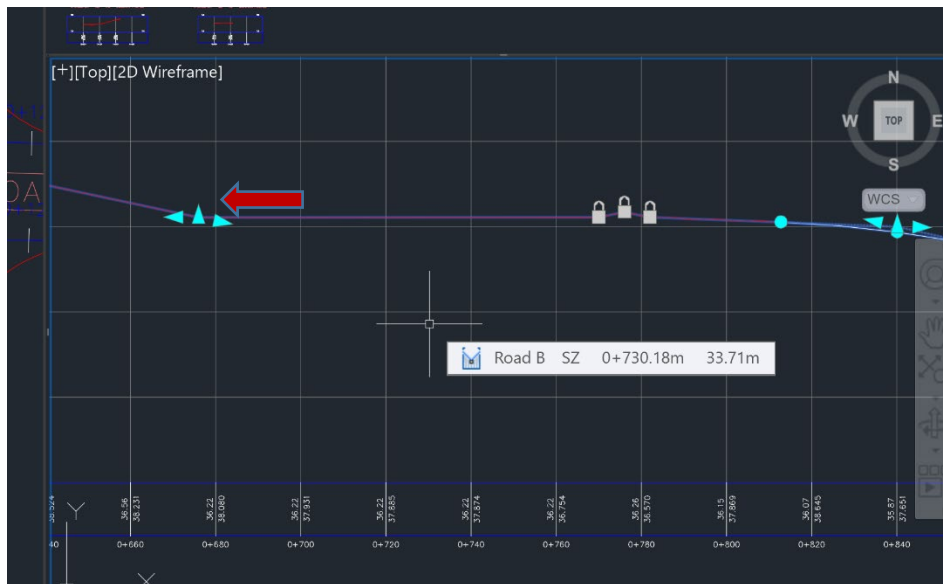 [+][Top][2D Wireframe]
N
W
TOP
E
S
WCS
OA
Road B SZ 0+730.18m 33.71m
Y
36.56 36.22 36.22 36.22 36.22 36.22 36.26 36.15 36.07 35.87
38.524 38.231 38.080 37.931 37.885 37.874 36.754 36.570 37.869 38.645 37.651
40 0+660 0+680 0+700 0+720 0+740 0+760 0+780 0+800 0+820 0+840
X